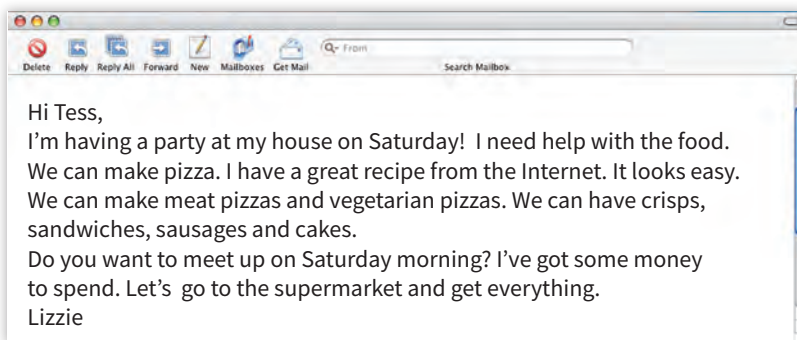 Delete Reply Reply All Forward New Mailboxes Get Mail Search Mailbox
From
Hi Tess,
I'm having a party at my house on Saturday! I need help with the food.
We can make pizza. I have a great recipe from the Internet. It looks easy.
We can make meat pizzas and vegetarian pizzas. We can have crisps,
sandwiches, sausages and cakes.
Do you want to meet up on Saturday morning? I've got some money
to spend. Let's go to the supermarket and get everything.
Lizzie